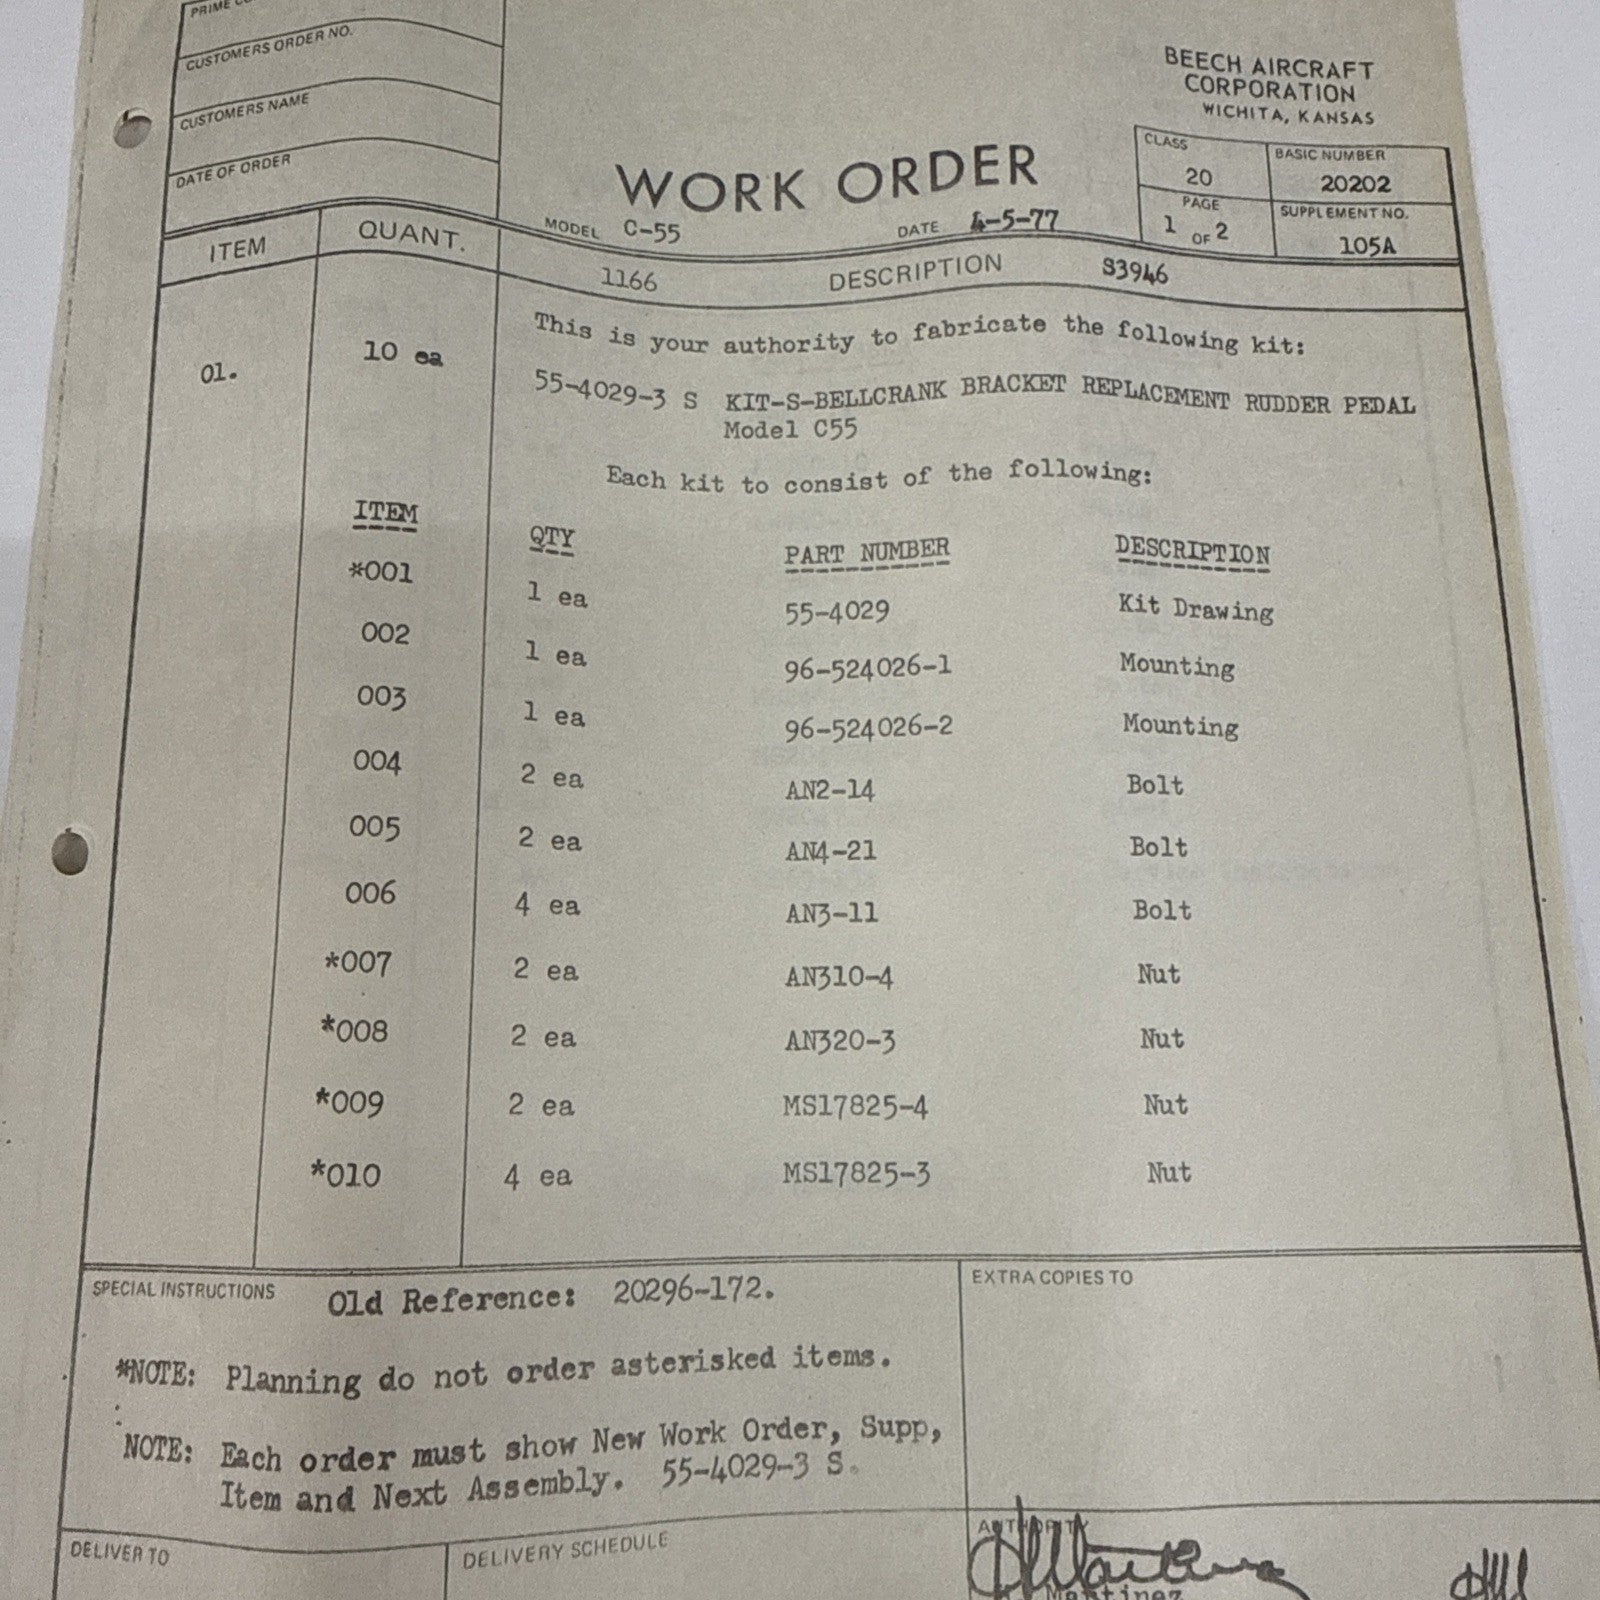 PRIME
CUSTOMERS ORDER NO.
CUSTOMERS NAME
DATE OF ORDER
BEECH AIRCRAFT
CORPORATION
WICHITA, KANSAS
WORK ORDER
CLASS 20
BASIC NUMBER 20202
PAGE 1 OF 2
SUPPLEMENT NO. 105A
MODEL C-55 DATE 4-5-77
ITEM QUANT. 1166 DESCRIPTION S3946
This is your authority to fabricate the following kit:
01. 10 ea 55-4029-3 S KIT-S-BELLCRANK BRACKET REPLACEMENT RUDDER PEDAL
Model C55
Each kit to consist of the following:
ITEM QTY PART NUMBER DESCRIPTION
*001 1 ea 55-4029 Kit Drawing
002 1 ea 96-524026-1 Mounting
003 1 ea 96-524026-2 Mounting
004 2 ea AN2-14 Bolt
005 2 ea AN4-21 Bolt
006 4 ea AN3-11 Bolt
*007 2 ea AN310-4 Nut
*008 2 ea AN320-3 Nut
*009 2 ea MS17825-4 Nut
*010 4 ea MS17825-3 Nut
SPECIAL INSTRUCTIONS Old Reference: 20296-172.
*NOTE: Planning do not order asterisked items.
NOTE: Each order must show New Work Order, Supp,
Item and Next Assembly. 55-4029-3 S.
EXTRA COPIES TO
DELIVER TO
DELIVERY SCHEDULE
AUTHORITY
Martinez